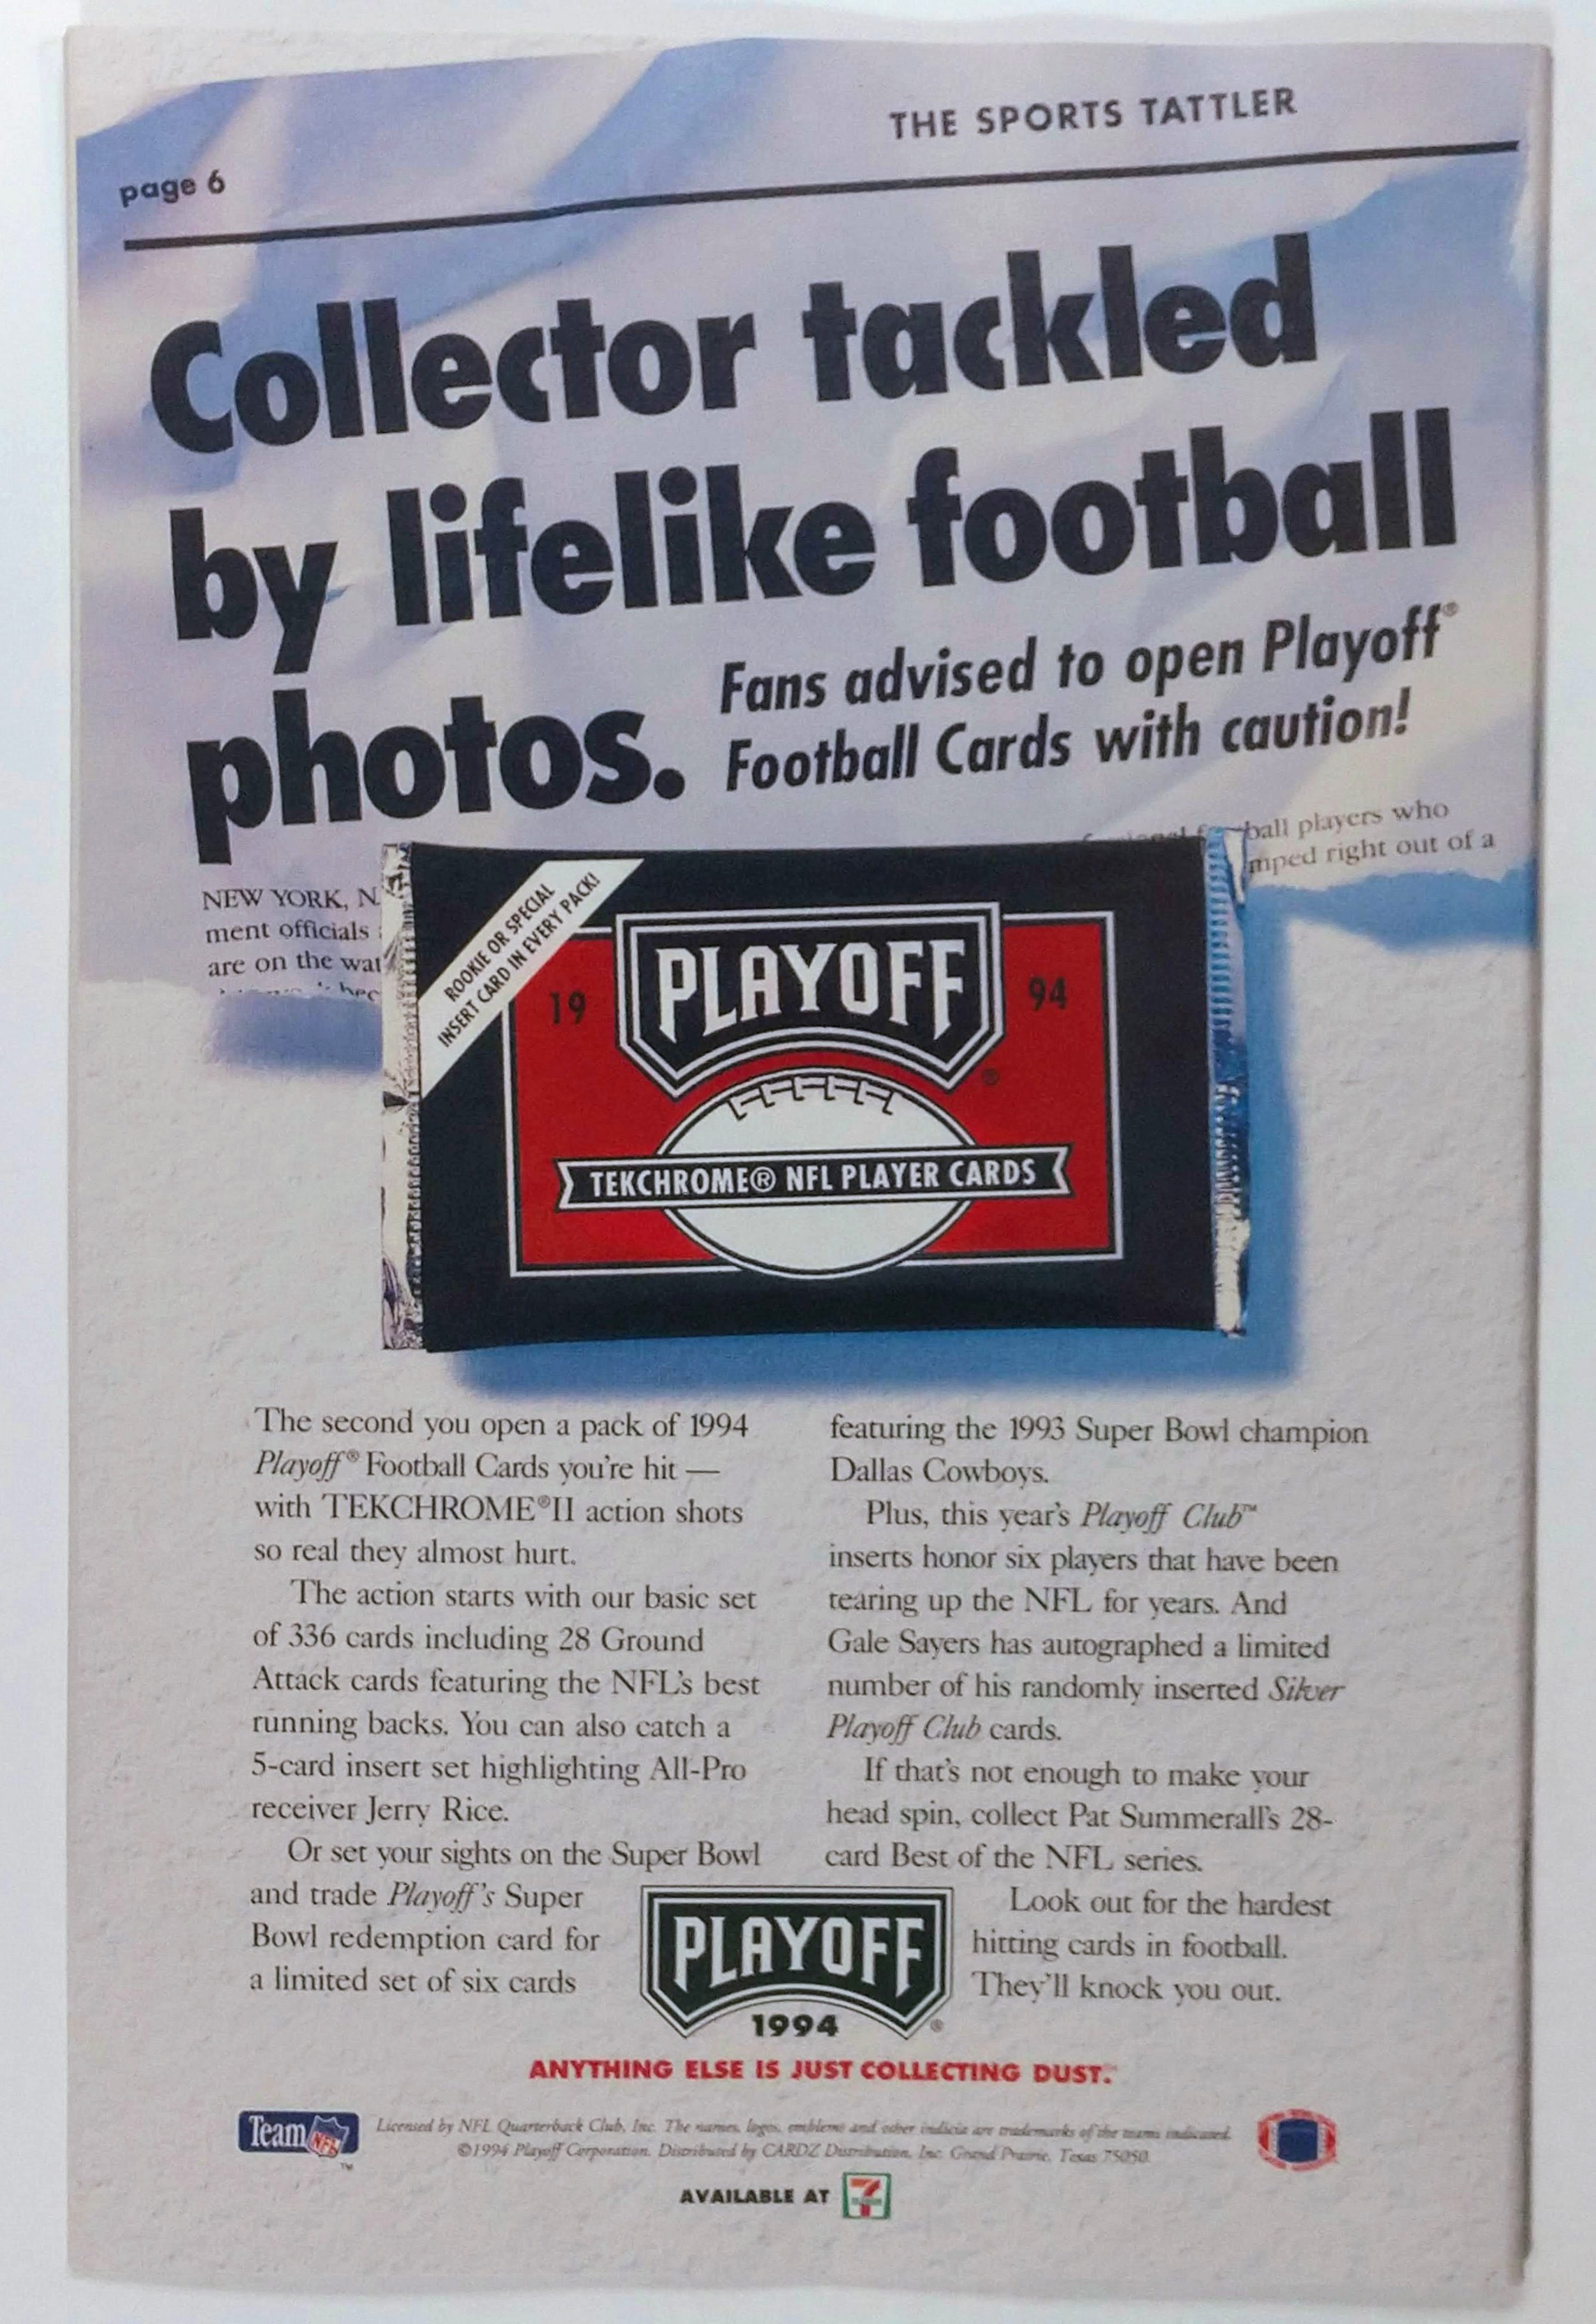 THE SPORTS TATTLER
page 6
Collector tackled
by lifelike football
photos.
Fans advised to open Playoff®
Football Cards with caution!
ball players who
mped right out of a
NEW YORK, N
ment officials
are on the wat
ROOKIE OR SPECIAL
INSERT CARD IN EVERY PACK!
19 PLAYOFF 94
®
TEKCHROME® NFL PLAYER CARDS
The second you open a pack of 1994
Playoff® Football Cards you're hit —
with TEKCHROME®II action shots
so real they almost hurt.
The action starts with our basic set
of 336 cards including 28 Ground
Attack cards featuring the NFL's best
running backs. You can also catch a
5-card insert set highlighting All-Pro
receiver Jerry Rice.
Or set your sights on the Super Bowl
and trade Playoff's Super
Bowl redemption card for
a limited set of six cards
featuring the 1993 Super Bowl champion
Dallas Cowboys.
Plus, this year's Playoff Club™
inserts honor six players that have been
tearing up the NFL for years. And
Gale Sayers has autographed a limited
number of his randomly inserted Silver
Playoff Club cards.
If that's not enough to make your
head spin, collect Pat Summerall's 28-
card Best of the NFL series.
Look out for the hardest
hitting cards in football.
They'll knock you out.
PLAYOFF
1994 ®
ANYTHING ELSE IS JUST COLLECTING DUST.
Team NFL ™
Licensed by NFL Quarterback Club, Inc. The names, logos, emblems and other indicia are trademarks of the teams indicated.
©1994 Playoff Corporation. Distributed by CARDZ Distribution, Inc. Grand Prairie, Texas 75050.
AVAILABLE AT 7